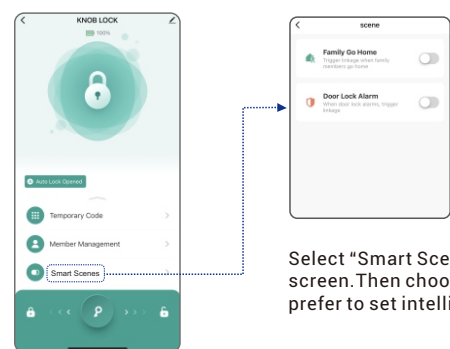 KNOB LOCK
100%
Auto Lock Opened
Temporary Code
Member Management
Smart Scenes
scene
Family Go Home
Trigger linkage when family
members go home
Door Lock Alarm
When door lock alarms, trigger
linkage
Select “Smart Sce
screen.Then choo
prefer to set intelli